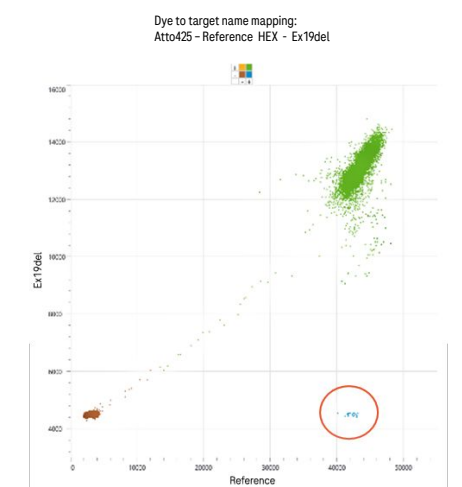 Dye to target name mapping:
Atto425 – Reference HEX - Ex19del
16000
14000
12000
10000
8000
6000
4000
Ex19del
0 10000 20000 30000 40000 50000
Reference